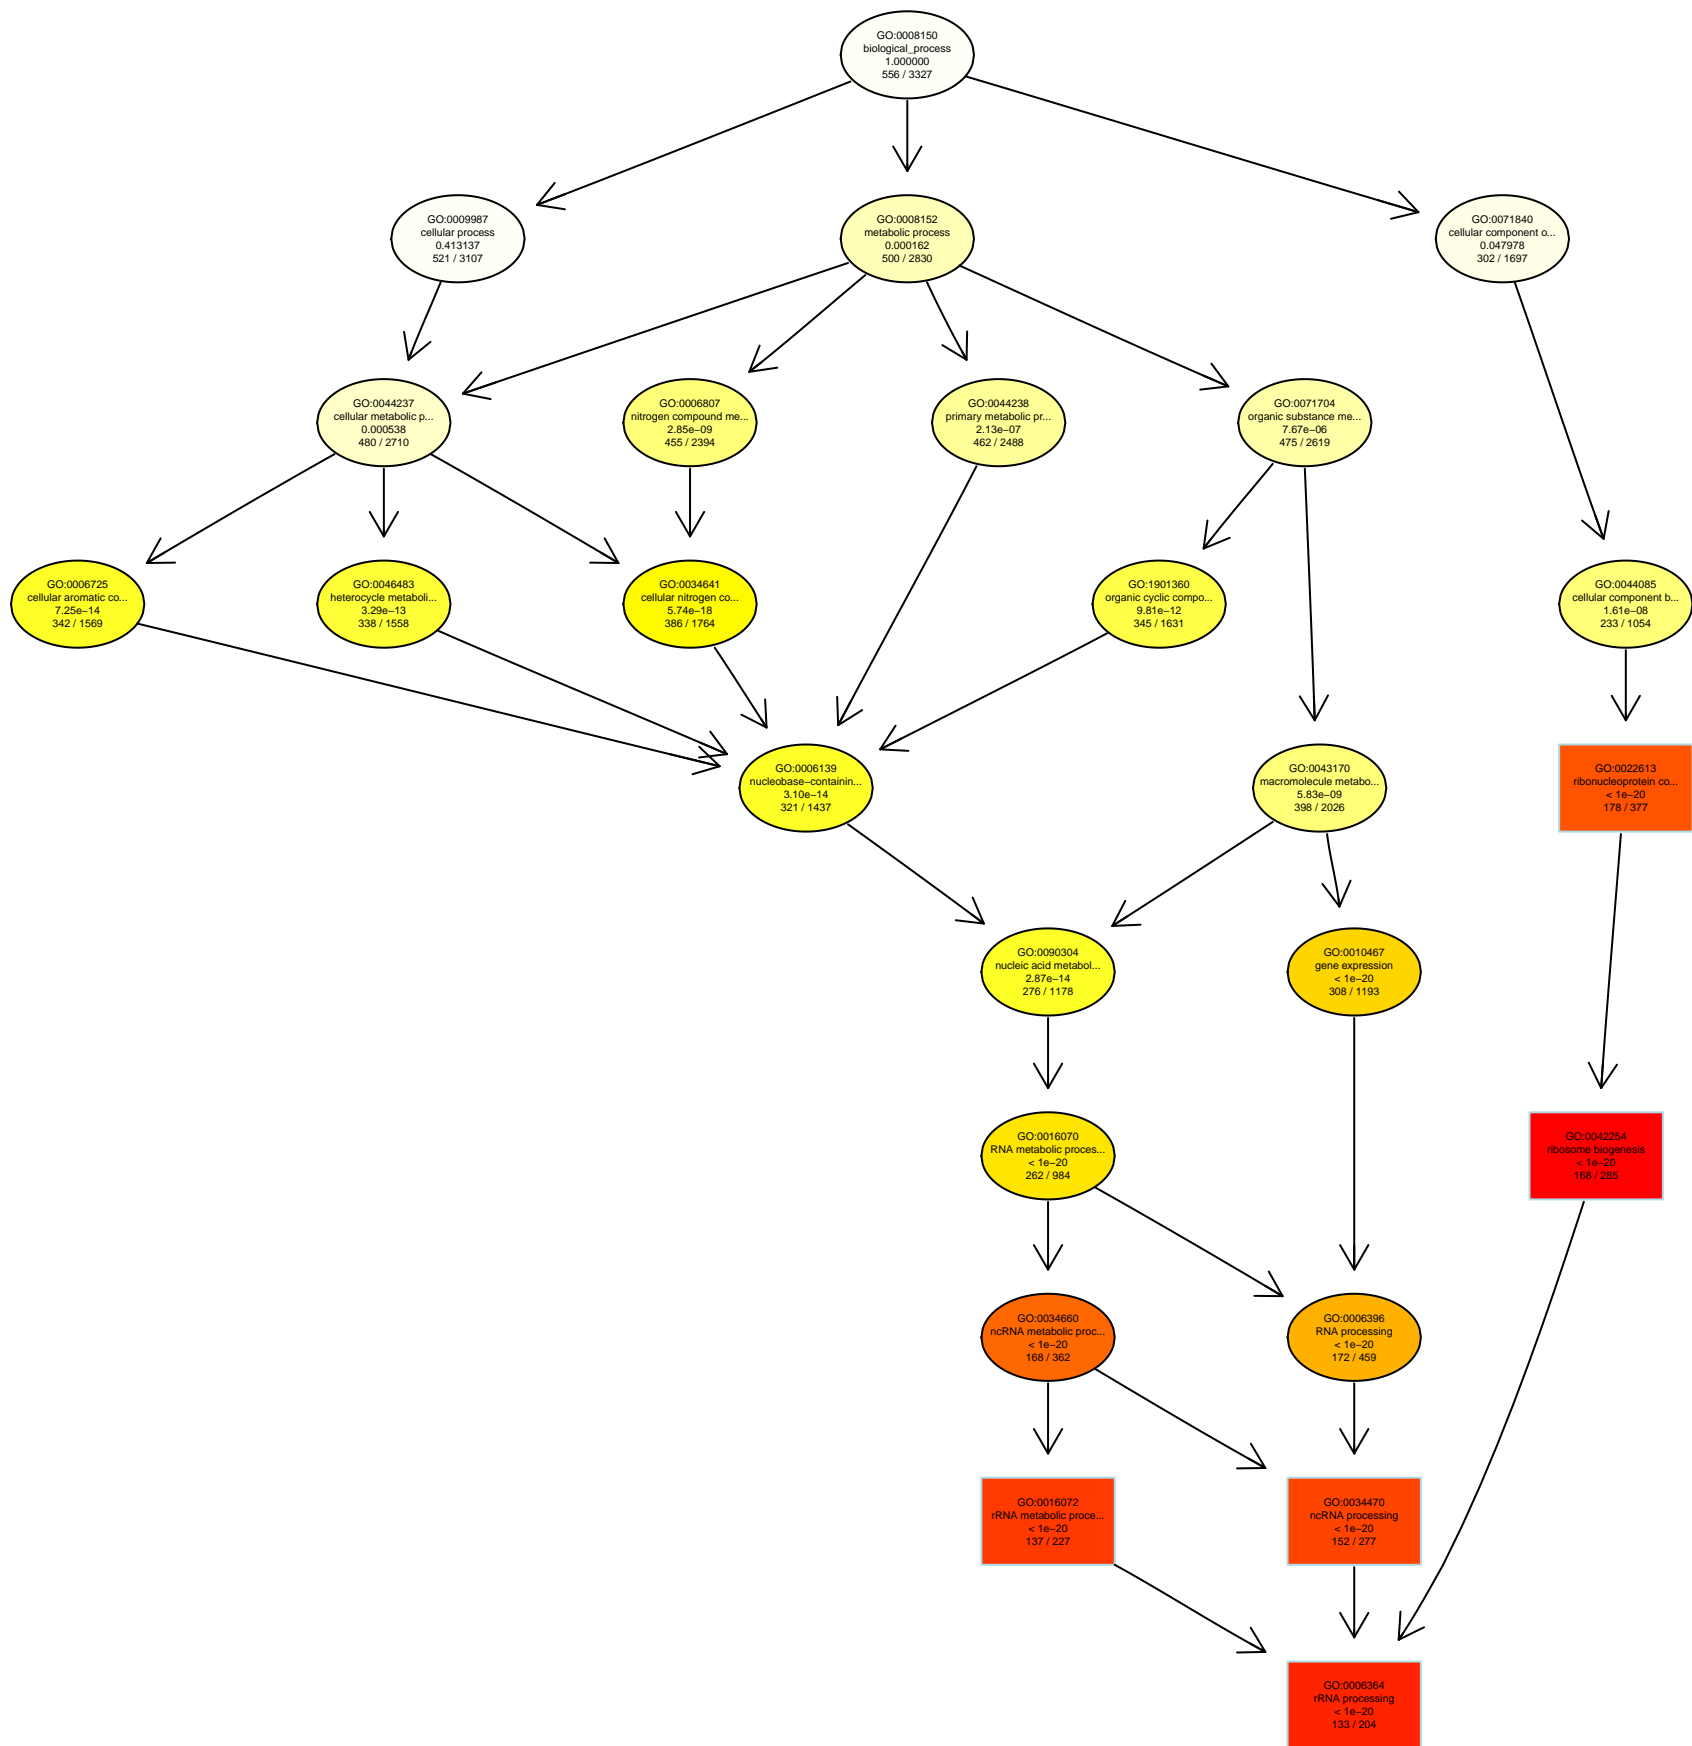 GO:0008150
biological_process
1.000000
556 / 3327
GO:0009987
cellular process
0.413137
521 / 3107
GO:0008152
metabolic process
0.000162
500 / 2830
GO:0071840
cellular component o...
0.047978
302 / 1697
GO:0044237
cellular metabolic p...
0.000538
480 / 2710
GO:0006807
nitrogen compound me...
2.85e−09
455 / 2394
GO:0044238
primary metabolic pr...
2.13e−07
462 / 2488
GO:0071704
organic substance me...
7.67e−06
475 / 2619
GO:0006725
cellular aromatic co...
7.25e−14
342 / 1569
GO:0046483
heterocycle metaboli...
3.29e−13
338 / 1558
GO:0034641
cellular nitrogen co...
5.74e−18
386 / 1764
GO:1901360
organic cyclic compo...
9.81e−12
345 / 1631
GO:0044085
cellular component b...
1.61e−08
233 / 1054
GO:0006139
nucleobase−containin...
3.10e−14
321 / 1437
GO:0043170
macromolecule metabo...
5.83e−09
398 / 2026
GO:0022613
ribonucleoprotein co...
< 1e−20
178 / 377
GO:0090304
nucleic acid metabol...
2.87e−14
276 / 1178
GO:0010467
gene expression
< 1e−20
308 / 1193
GO:0016070
RNA metabolic proces...
< 1e−20
262 / 984
GO:0042254
ribosome biogenesis
< 1e−20
168 / 285
GO:0034660
ncRNA metabolic proc...
< 1e−20
168 / 362
GO:0006396
RNA processing
< 1e−20
172 / 459
GO:0016072
rRNA metabolic proce...
< 1e−20
137 / 227
GO:0034470
ncRNA processing
< 1e−20
152 / 277
GO:0006364
rRNA processing
< 1e−20
133 / 204